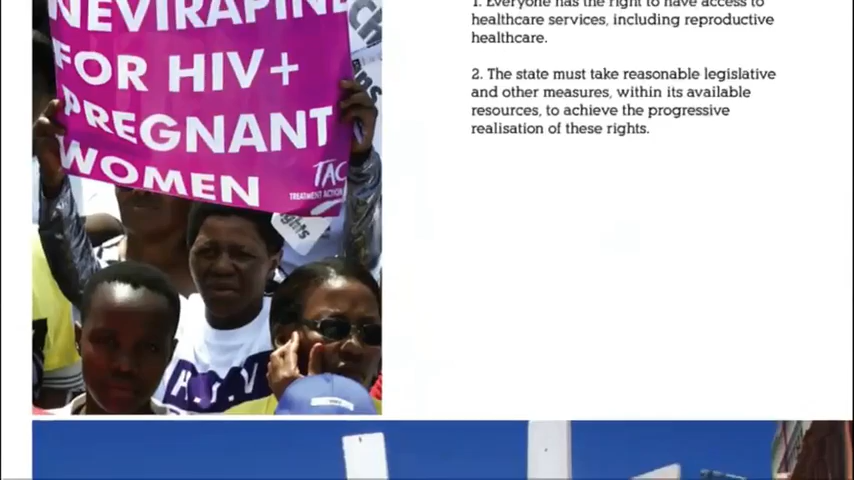 NEVIRAPINE
FOR HIV+
PREGNANT
WOMEN
TAC
TREATMENT ACTION
1. Everyone has the right to have access to
healthcare services, including reproductive
healthcare.
2. The state must take reasonable legislative
and other measures, within its available
resources, to achieve the progressive
realisation of these rights.